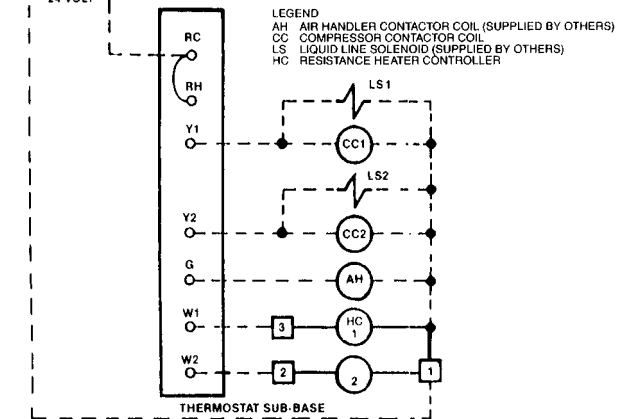 24 VOLT
LEGEND
AH AIR HANDLER CONTACTOR COIL (SUPPLIED BY OTHERS)
CC COMPRESSOR CONTACTOR COIL
LS LIQUID LINE SOLENOID (SUPPLIED BY OTHERS)
HC RESISTANCE HEATER CONTROLLER
RC
RH
LS1
Y1
CC1
LS2
Y2
CC2
G
AH
W1
3
HC
1
W2
2
2
1
THERMOSTAT SUB-BASE